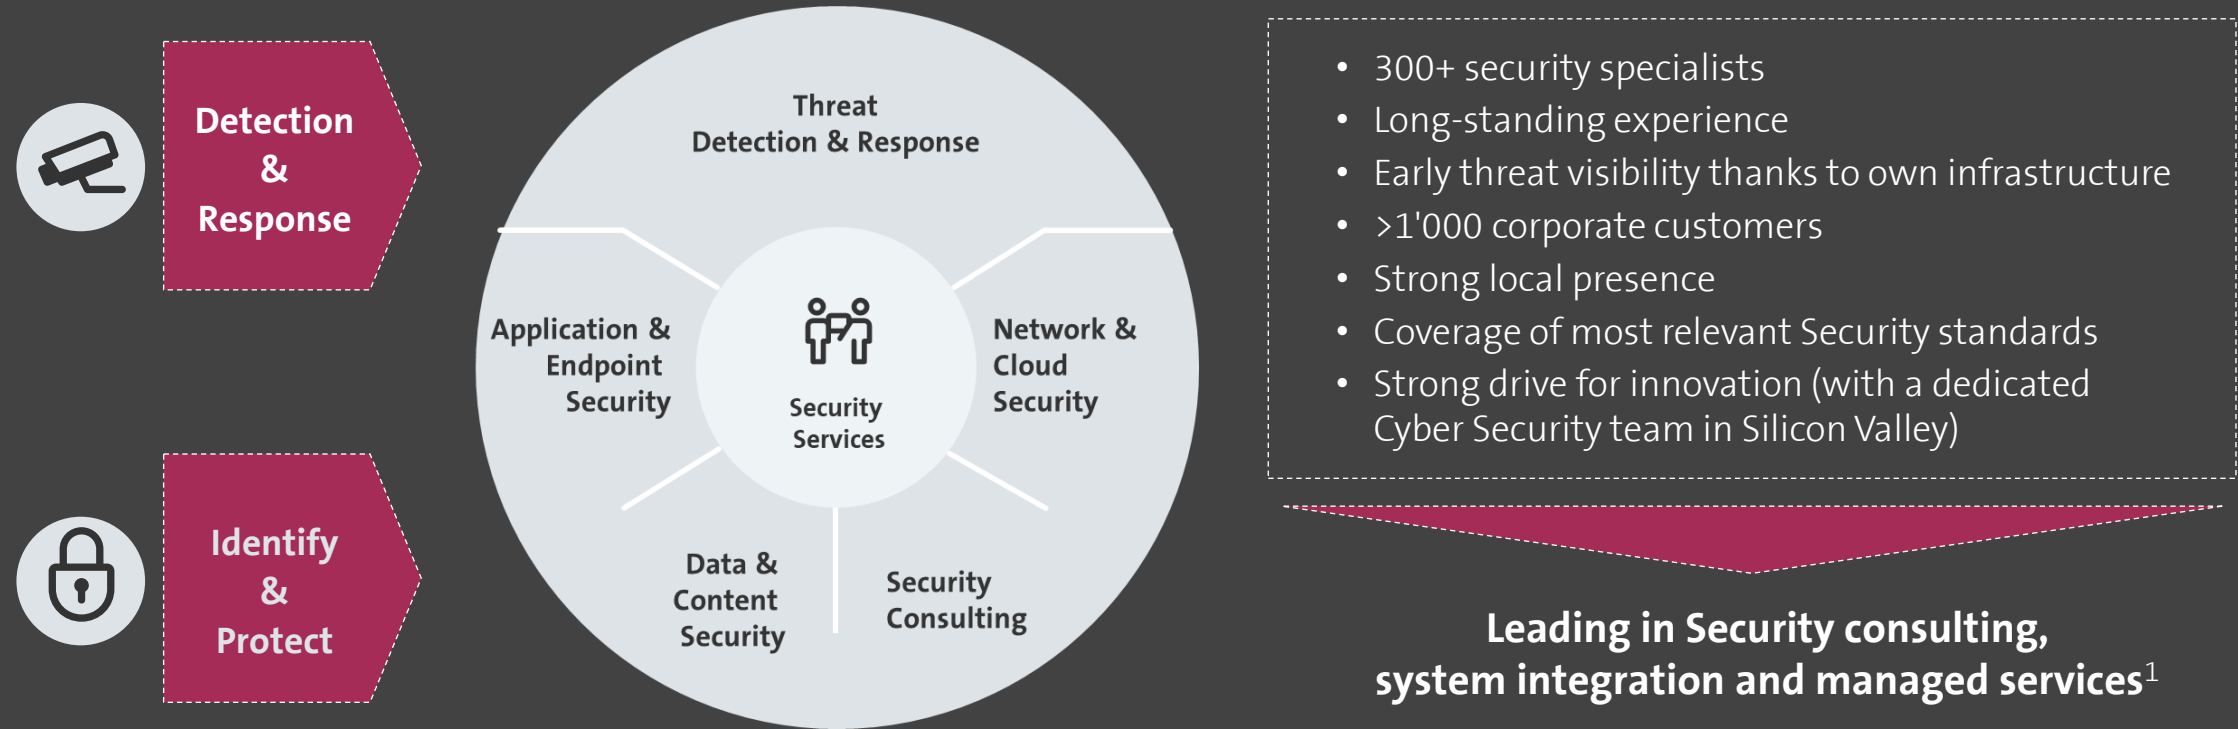 Detection
&
Response
Identify
&
Protect
Threat
Detection & Response
Application &
Endpoint
Security
Network &
Cloud
Security
Security
Services
Data &
Content
Security
Security
Consulting
• 300+ security specialists
• Long-standing experience
• Early threat visibility thanks to own infrastructure
• >1'000 corporate customers
• Strong local presence
• Coverage of most relevant Security standards
• Strong drive for innovation (with a dedicated
Cyber Security team in Silicon Valley)
Leading in Security consulting,
system integration and managed services¹